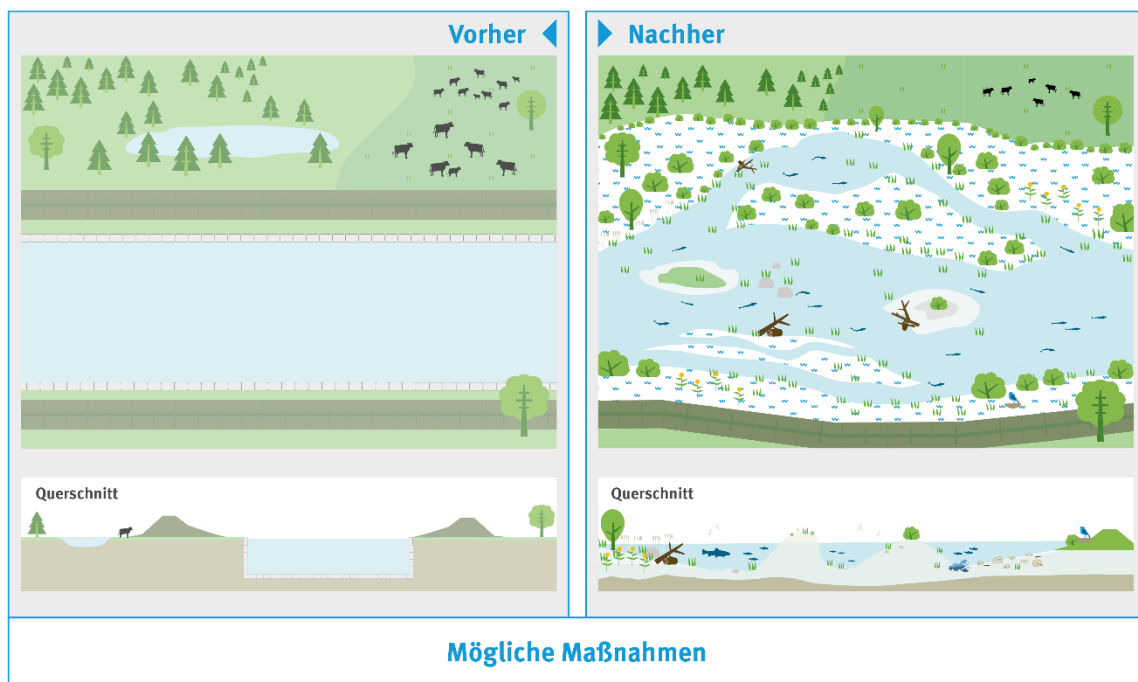 Vorher
Nachher
Querschnitt
Querschnitt
Mögliche Maßnahmen